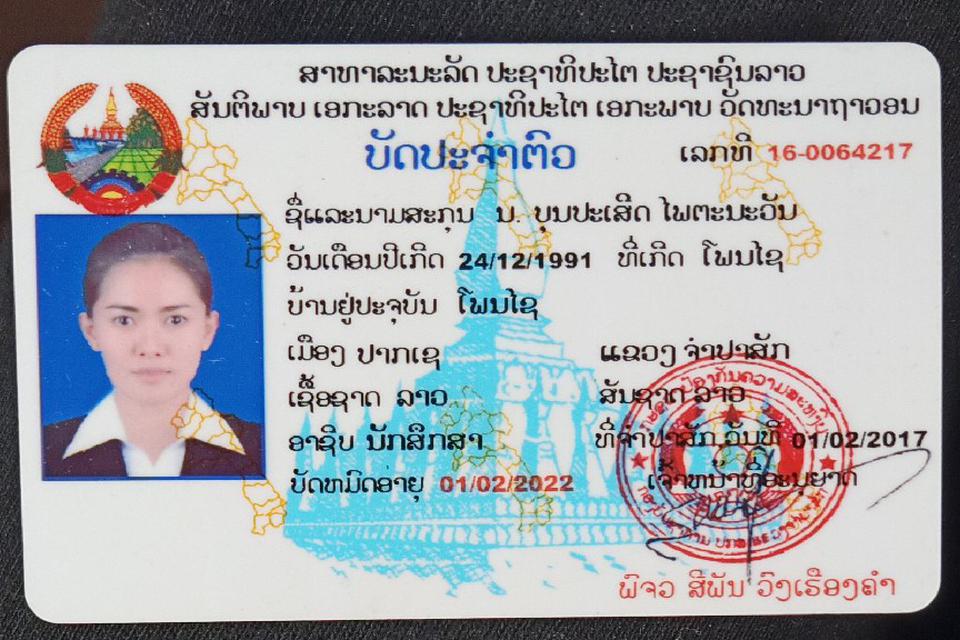 ສາທາລະນະລັດ ປະຊາທິປະໄຕ ປະຊາຊົນລາວ
ສັນຕິພາບ ເອກະລາດ ປະຊາທິປະໄຕ ເອກະພາບ ວັດທະນາຖາວອນ
ບັດປະຈຳຕົວ
ເລກທີ 16-0064217
ຊື່ແລະນາມສະກຸນ ນ. ບຸນປະເສີດ ໄພຕະນະວັນ
ວັນເດືອນປີເກີດ 24/12/1991 ທີ່ເກີດ ໂພນໄຊ
ບ້ານຢູ່ປະຈຸບັນ ໂພນໄຊ
ເມືອງ ປາກເຊ ແຂວງ ຈຳປາສັກ
ເຊື້ອຊາດ ລາວ ສັນຊາດ ລາວ
ອາຊີບ ນັກສຶກສາ ທີ່ຈຳປາສັກ ວັນທີ 01/02/2017
ບັດຫມົດອາຍຸ 01/02/2022 ເຈົ້າຫນ້າທີ່ອະນຸຍາດ
ພົຈວ ສີພັນ ວົງເຮືອງຄຳ